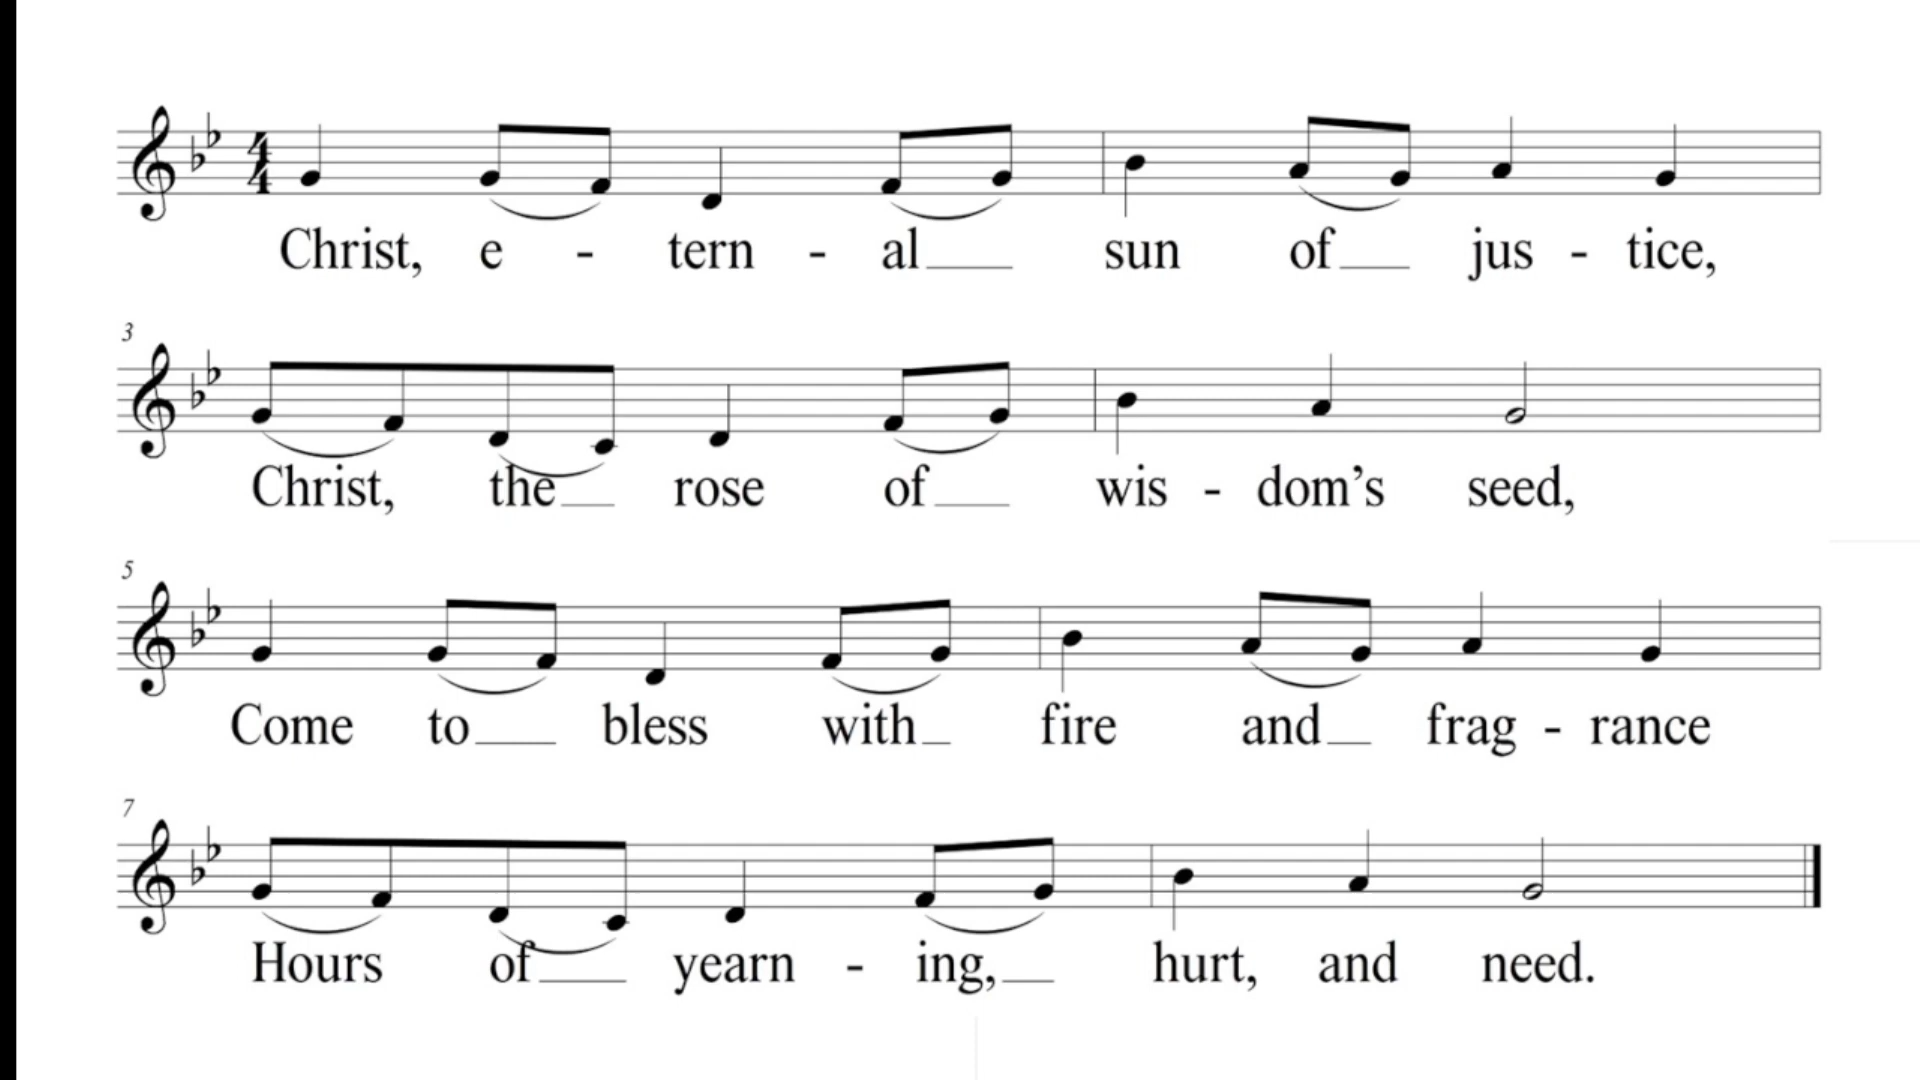 4 4
Christ, e - tern - al sun of jus - tice,
3
Christ, the rose of wis - dom’s seed,
5
Come to bless with fire and frag - rance
7
Hours of yearn - ing, hurt, and need.